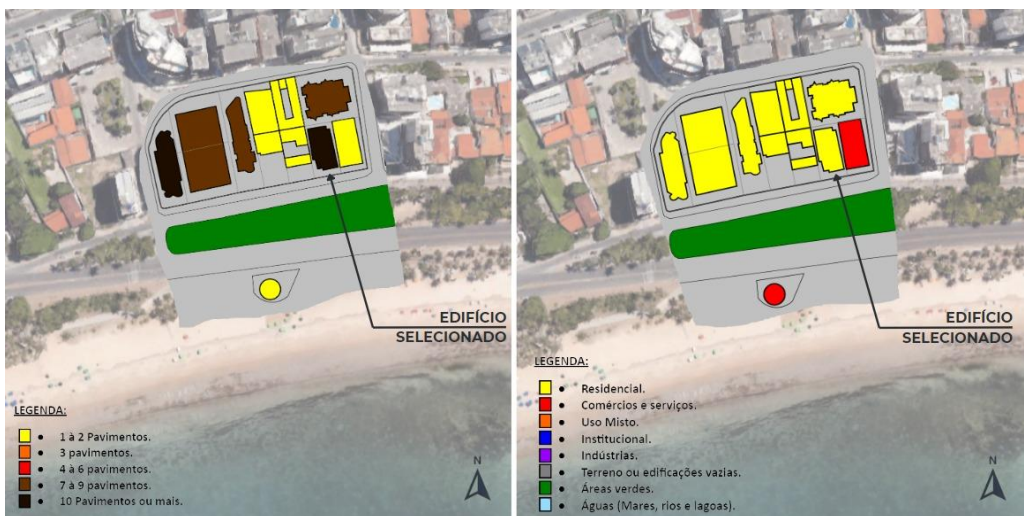 EDIFÍCIO
SELECIONADO
LEGENDA:
• 1 à 2 Pavimentos.
• 3 pavimentos.
• 4 à 6 pavimentos.
• 7 à 9 pavimentos.
• 10 Pavimentos ou mais.
N
EDIFÍCIO
SELECIONADO
LEGENDA:
• Residencial.
• Comércios e serviços.
• Uso Misto.
• Institucional.
• Indústrias.
• Terreno ou edificações vazias.
• Áreas verdes.
• Águas (Mares, rios e lagoas).
N